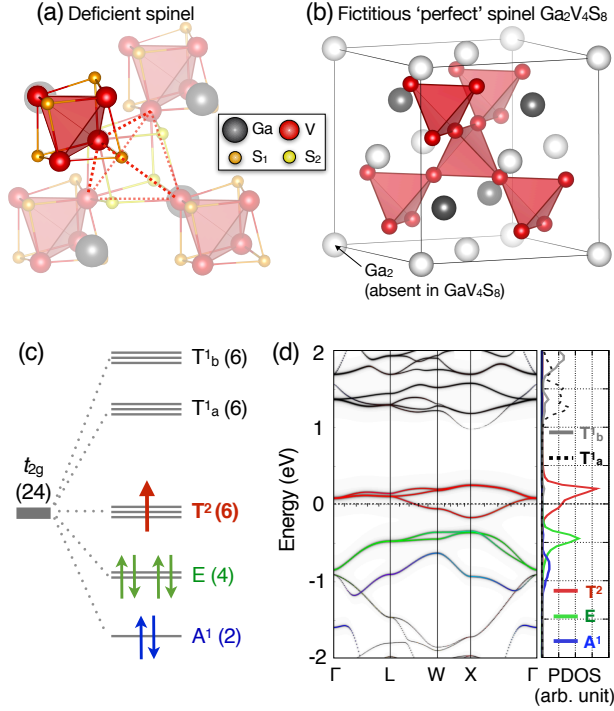 (a) Deficient spinel
Ga V
S1 S2
(b) Fictitious ‘perfect’ spinel Ga2V4S8
Ga2
(absent in GaV4S8)
(c)
T¹b (6)
T¹a (6)
t2g
(24)
T² (6)
E (4)
A¹ (2)
(d)
Energy (eV)
2
1
0
-1
-2
Γ L W X Γ
T¹b
T¹a
T²
E
A¹
PDOS
(arb. unit)